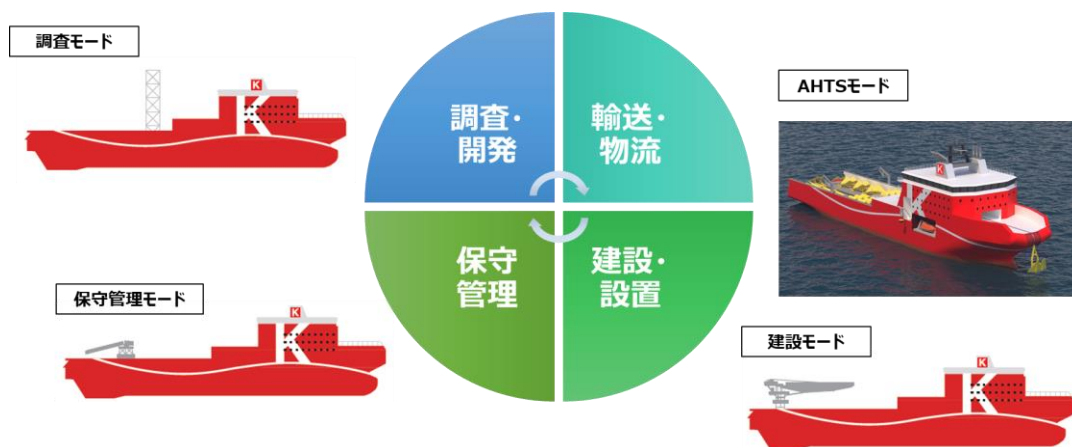 調査モード
K
調査・
開発
輸送・
物流
AHTSモード
K
保守
管理
建設・
設置
保守管理モード
K
建設モード
K